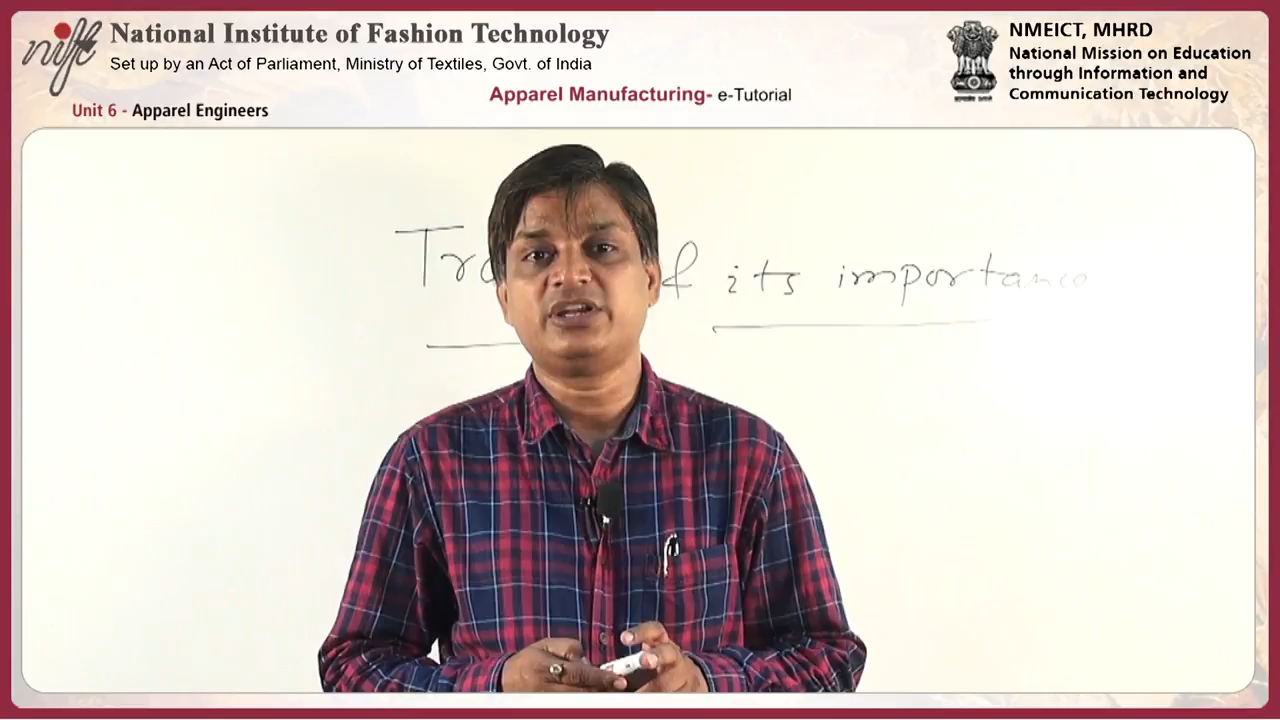 nift National Institute of Fashion Technology
Set up by an Act of Parliament, Ministry of Textiles, Govt. of India
Apparel Manufacturing- e-Tutorial
Unit 6 - Apparel Engineers
NMEICT, MHRD
National Mission on Education
through Information and
Communication Technology
its importance